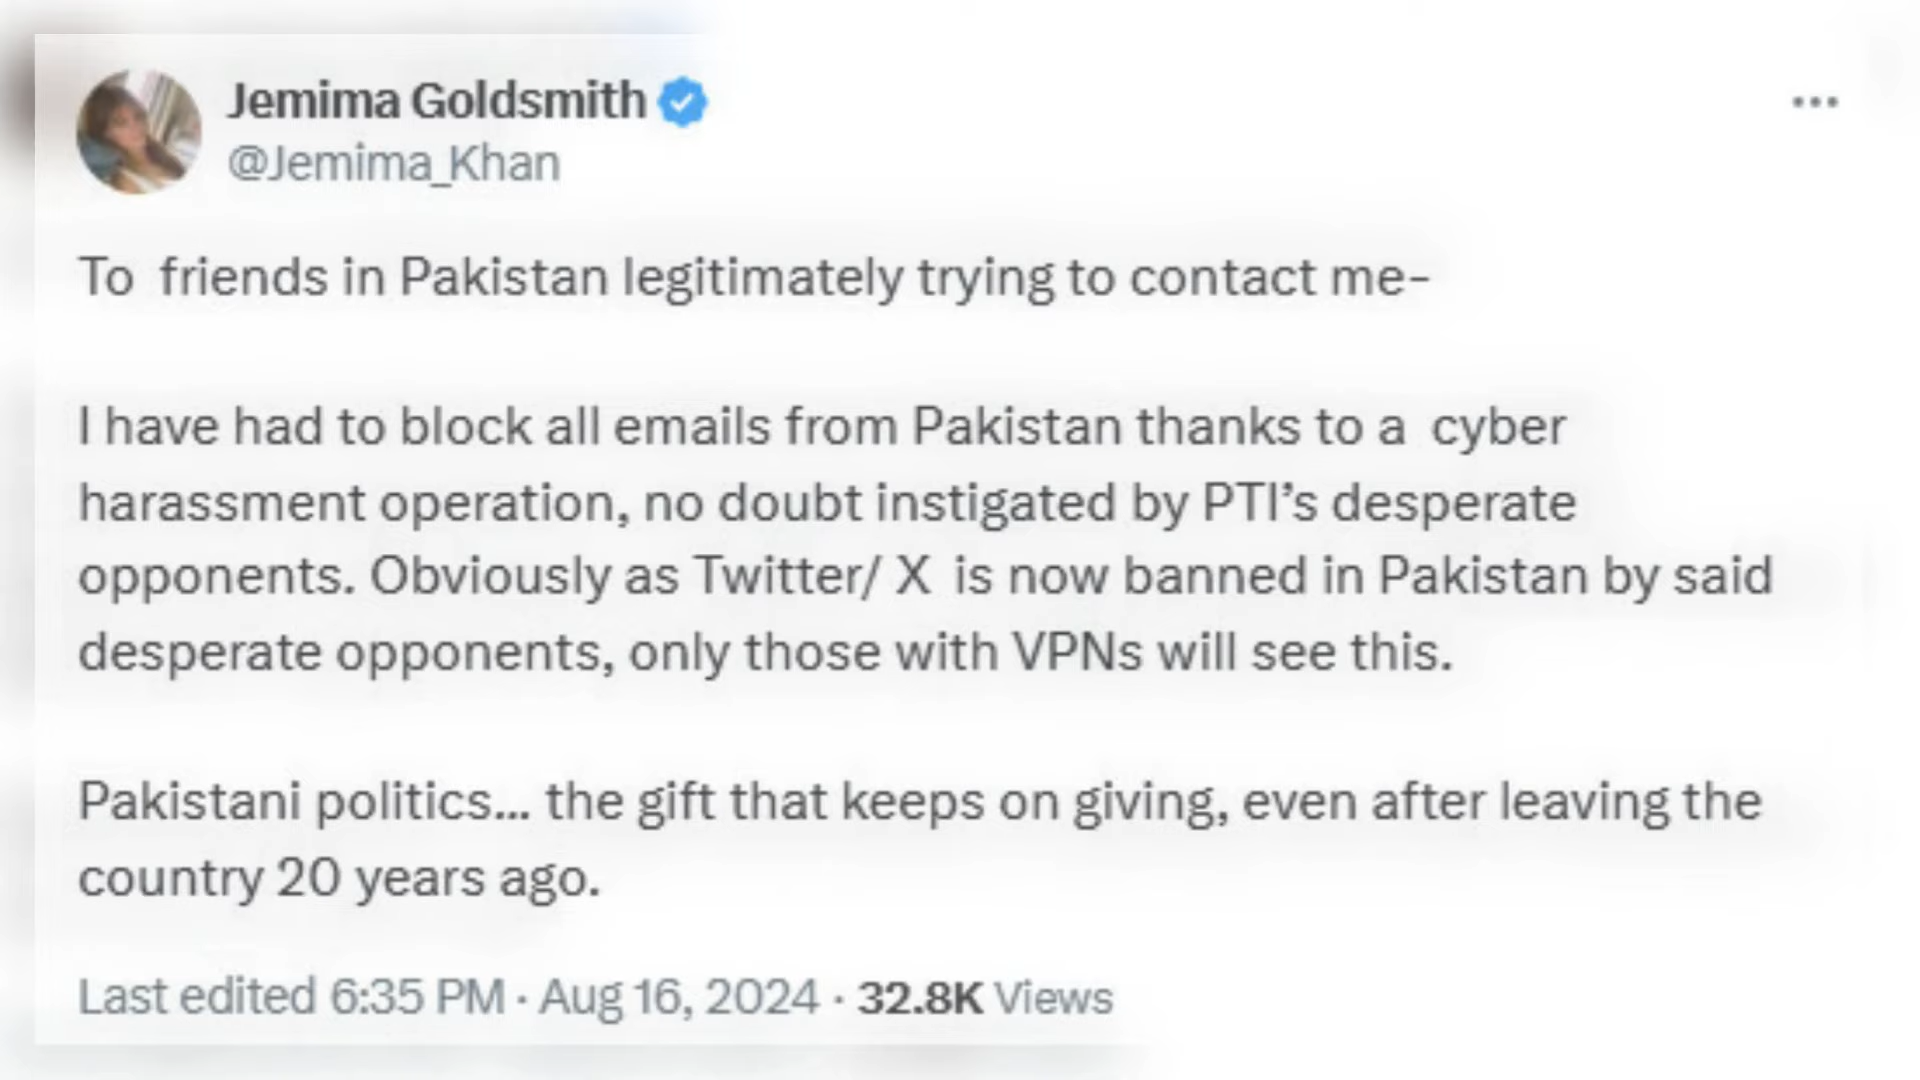 Jemima Goldsmith
@Jemima_Khan
To friends in Pakistan legitimately trying to contact me-
I have had to block all emails from Pakistan thanks to a cyber
harassment operation, no doubt instigated by PTI’s desperate
opponents. Obviously as Twitter/ X is now banned in Pakistan by said
desperate opponents, only those with VPNs will see this.
Pakistani politics... the gift that keeps on giving, even after leaving the
country 20 years ago.
Last edited 6:35 PM · Aug 16, 2024 · 32.8K Views